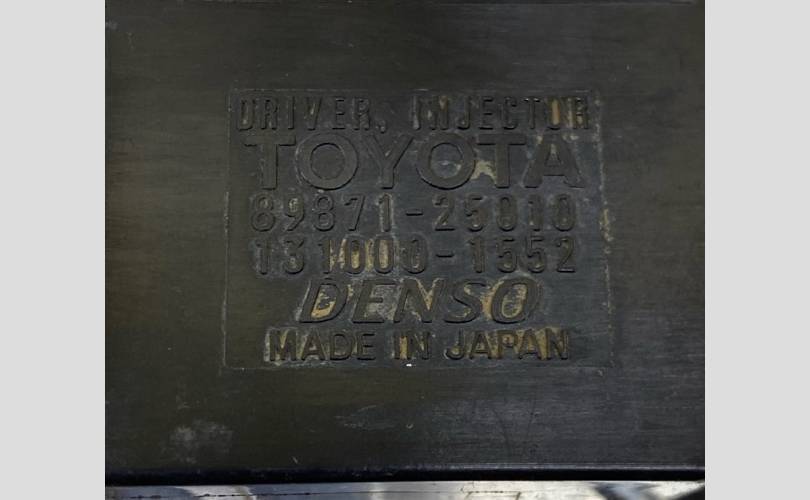 DRIVER, INJECTOR
TOYOTA
89871-25010
131000-1552
DENSO
MADE IN JAPAN